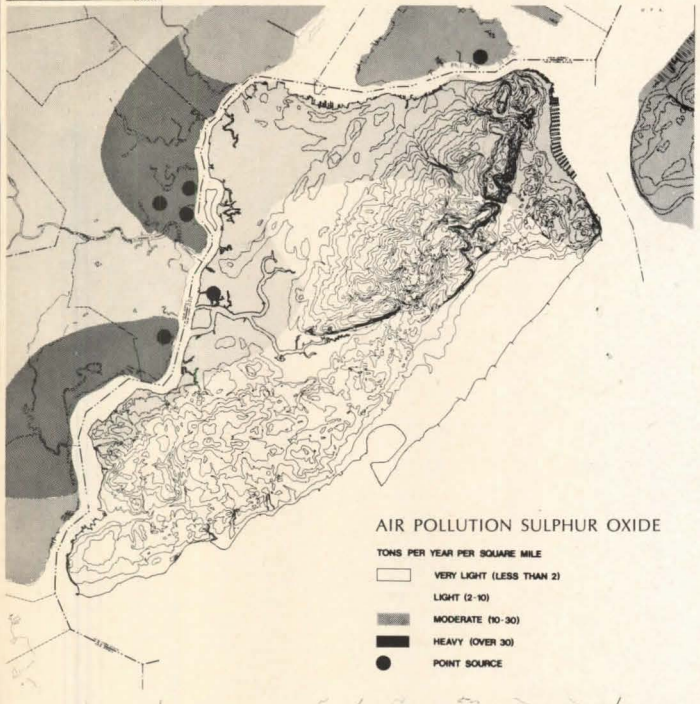 AIR POLLUTION SULPHUR OXIDE
TONS PER YEAR PER SQUARE MILE
VERY LIGHT (LESS THAN 2)
LIGHT (2-10)
MODERATE (10-30)
HEAVY (OVER 30)
POINT SOURCE